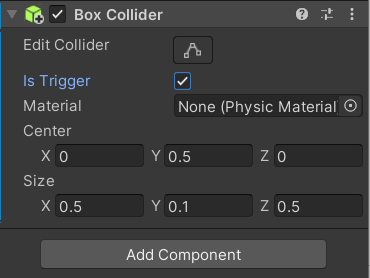 Box Collider
Edit Collider
Is Trigger
Material None (Physic Material
Center
X 0 Y 0.5 Z 0
Size
X 0.5 Y 0.1 Z 0.5
Add Component